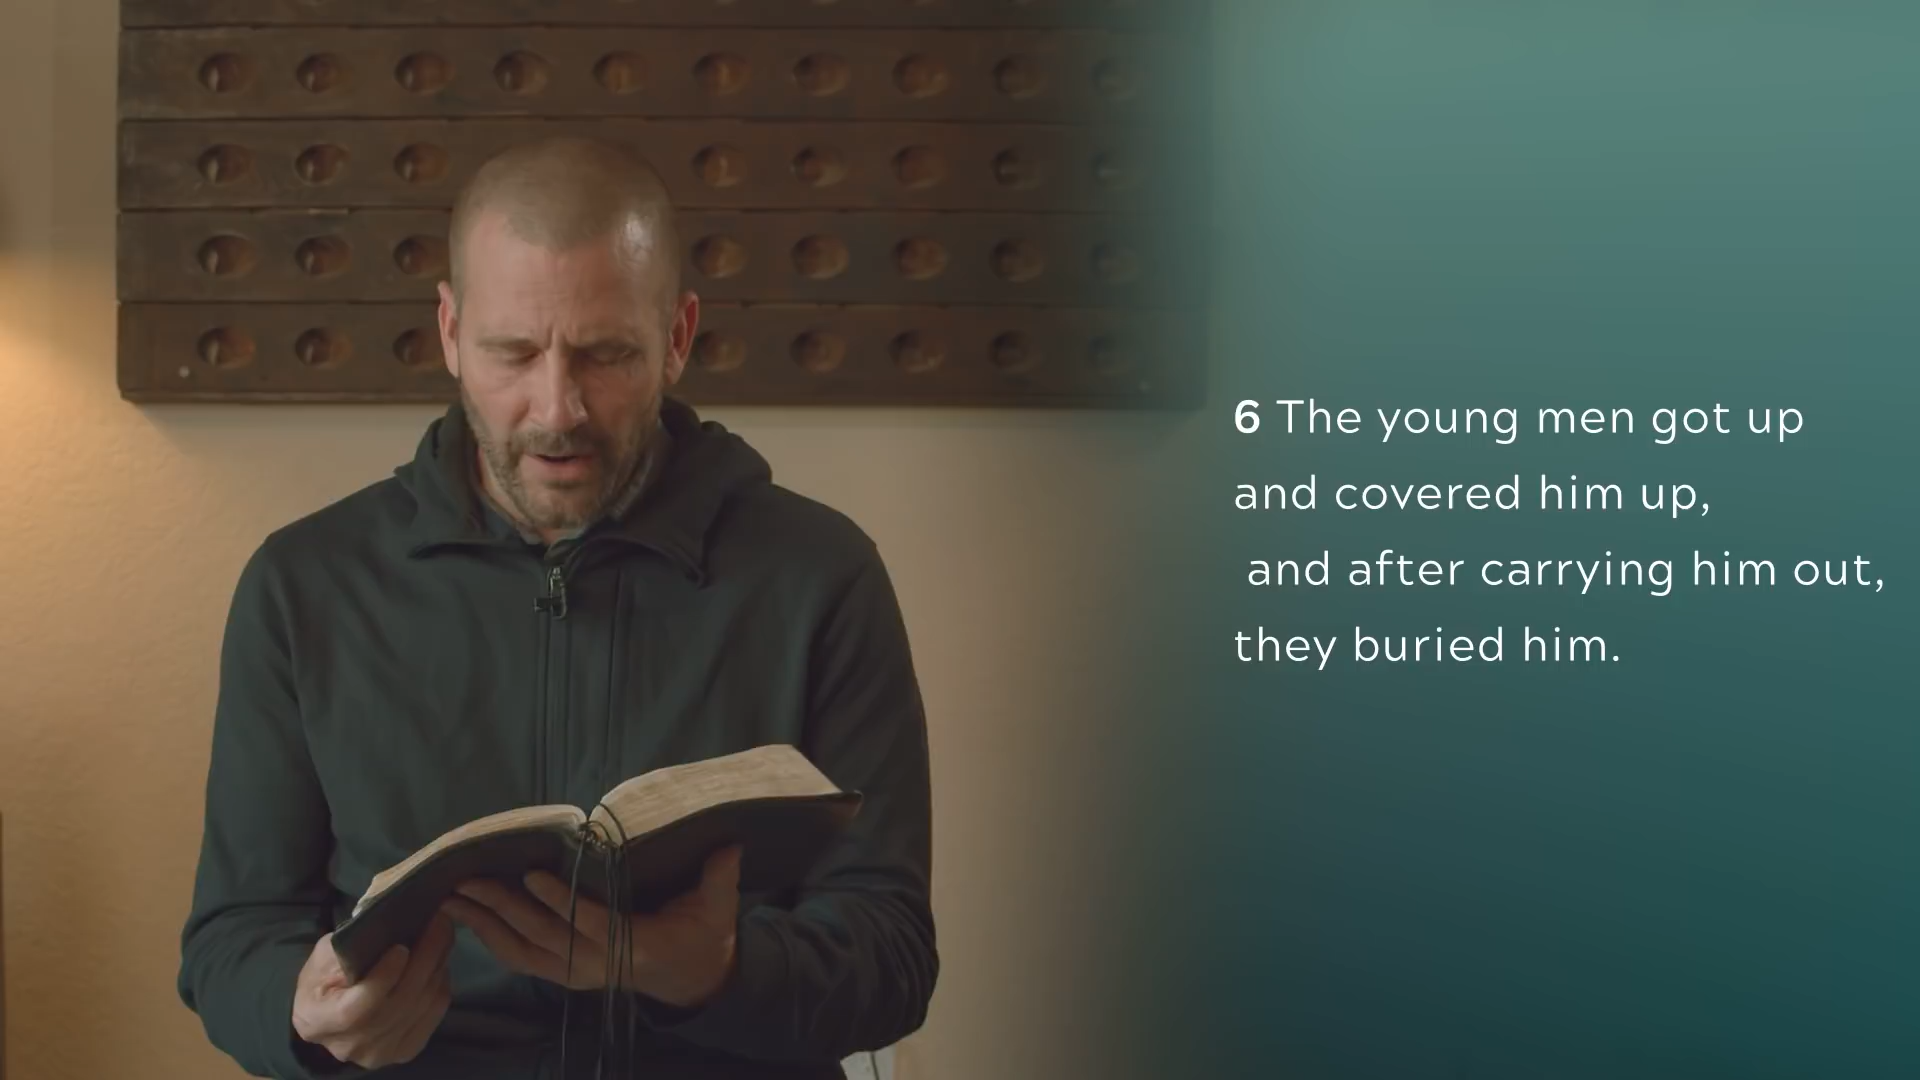 6 The young men got up
and covered him up,
and after carrying him out,
they buried him.